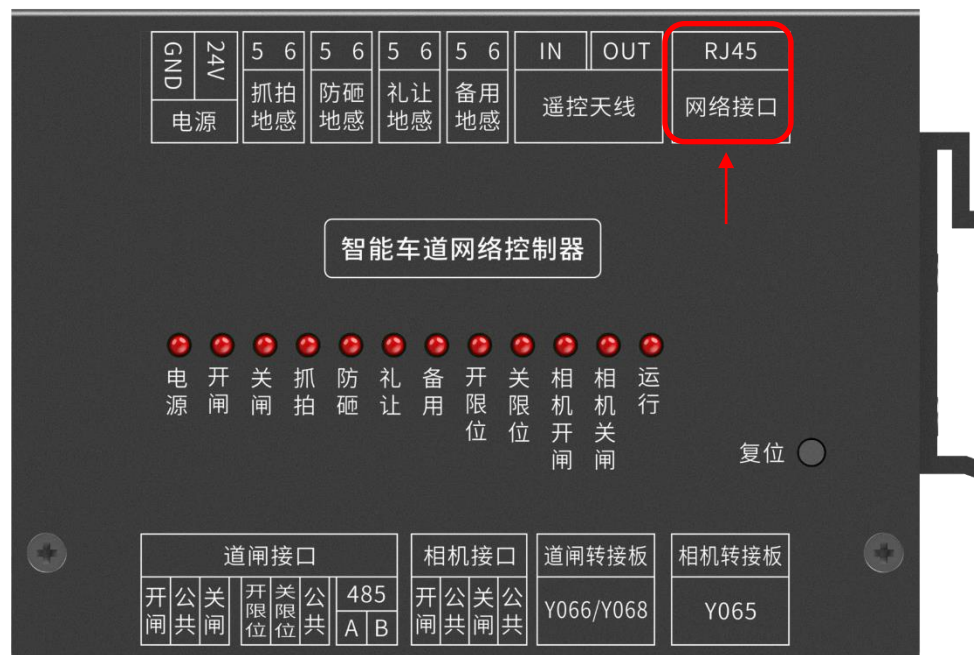 GND 24V 5 6 5 6 5 6 5 6 IN OUT RJ45
电源 抓拍地感 防砸地感 礼让地感 备用地感 遥控天线 网络接口
智能车道网络控制器
电源 开闸 关闸 抓拍 防砸 礼让 备用 开限位 关限位 相机开闸 相机关闸 运行
复位
道闸接口 相机接口 道闸转接板 相机转接板
开闸 公共 关闸 开限位 关限位 公共 485 A B 开闸 公共 关闸 公共 Y066/Y068 Y065